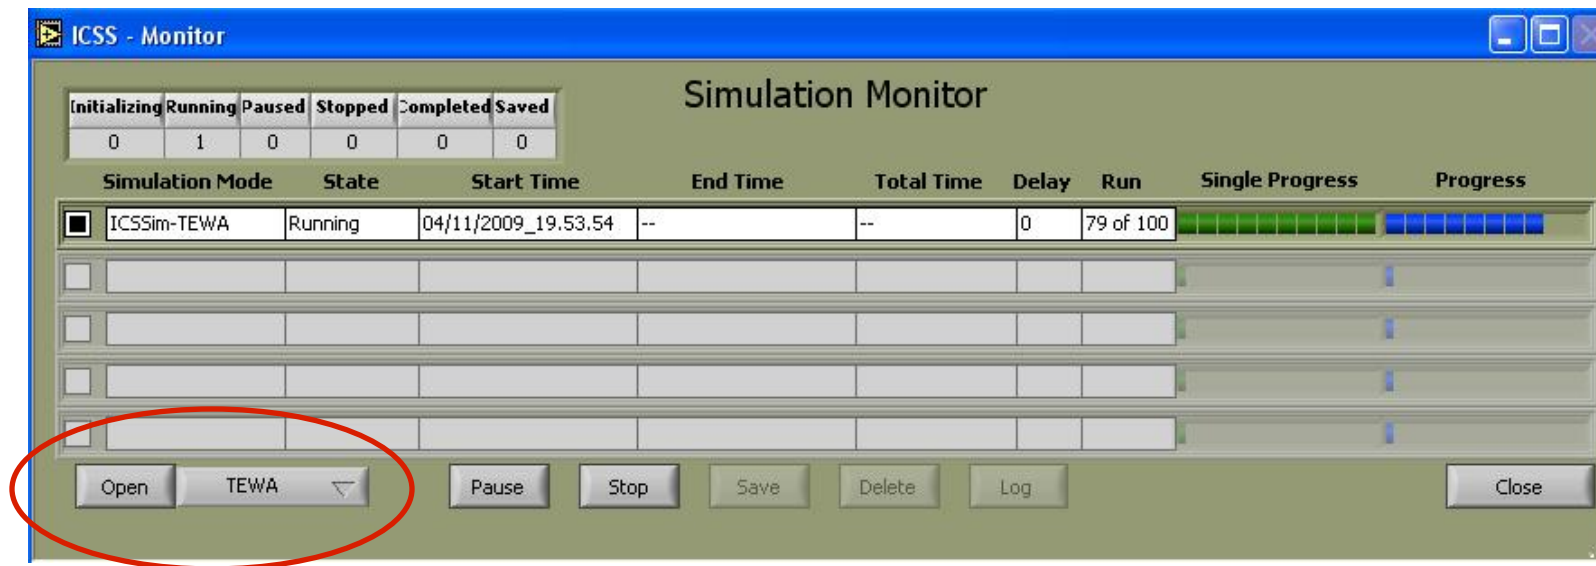 ICSS - Monitor
Simulation Monitor
Initializing Running Paused Stopped Completed Saved
0 1 0 0 0 0
Simulation Mode State Start Time End Time Total Time Delay Run Single Progress Progress
ICSSim-TEWA Running 04/11/2009_19.53.54 -- -- 0 79 of 100
Open TEWA Pause Stop Save Delete Log Close